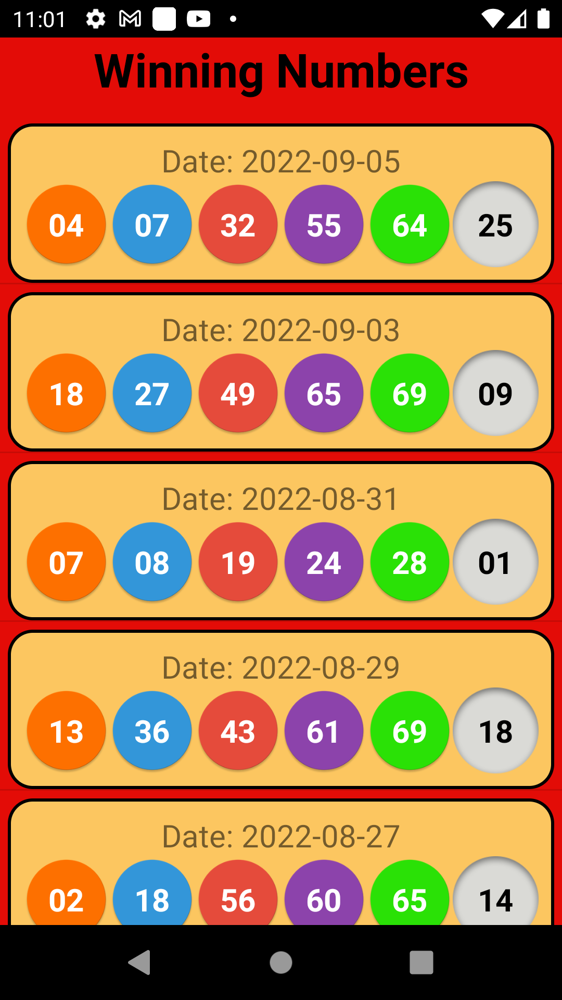 11:01
Winning Numbers
Date: 2022-09-05
04 07 32 55 64 25
Date: 2022-09-03
18 27 49 65 69 09
Date: 2022-08-31
07 08 19 24 28 01
Date: 2022-08-29
13 36 43 61 69 18
Date: 2022-08-27
02 18 56 60 65 14